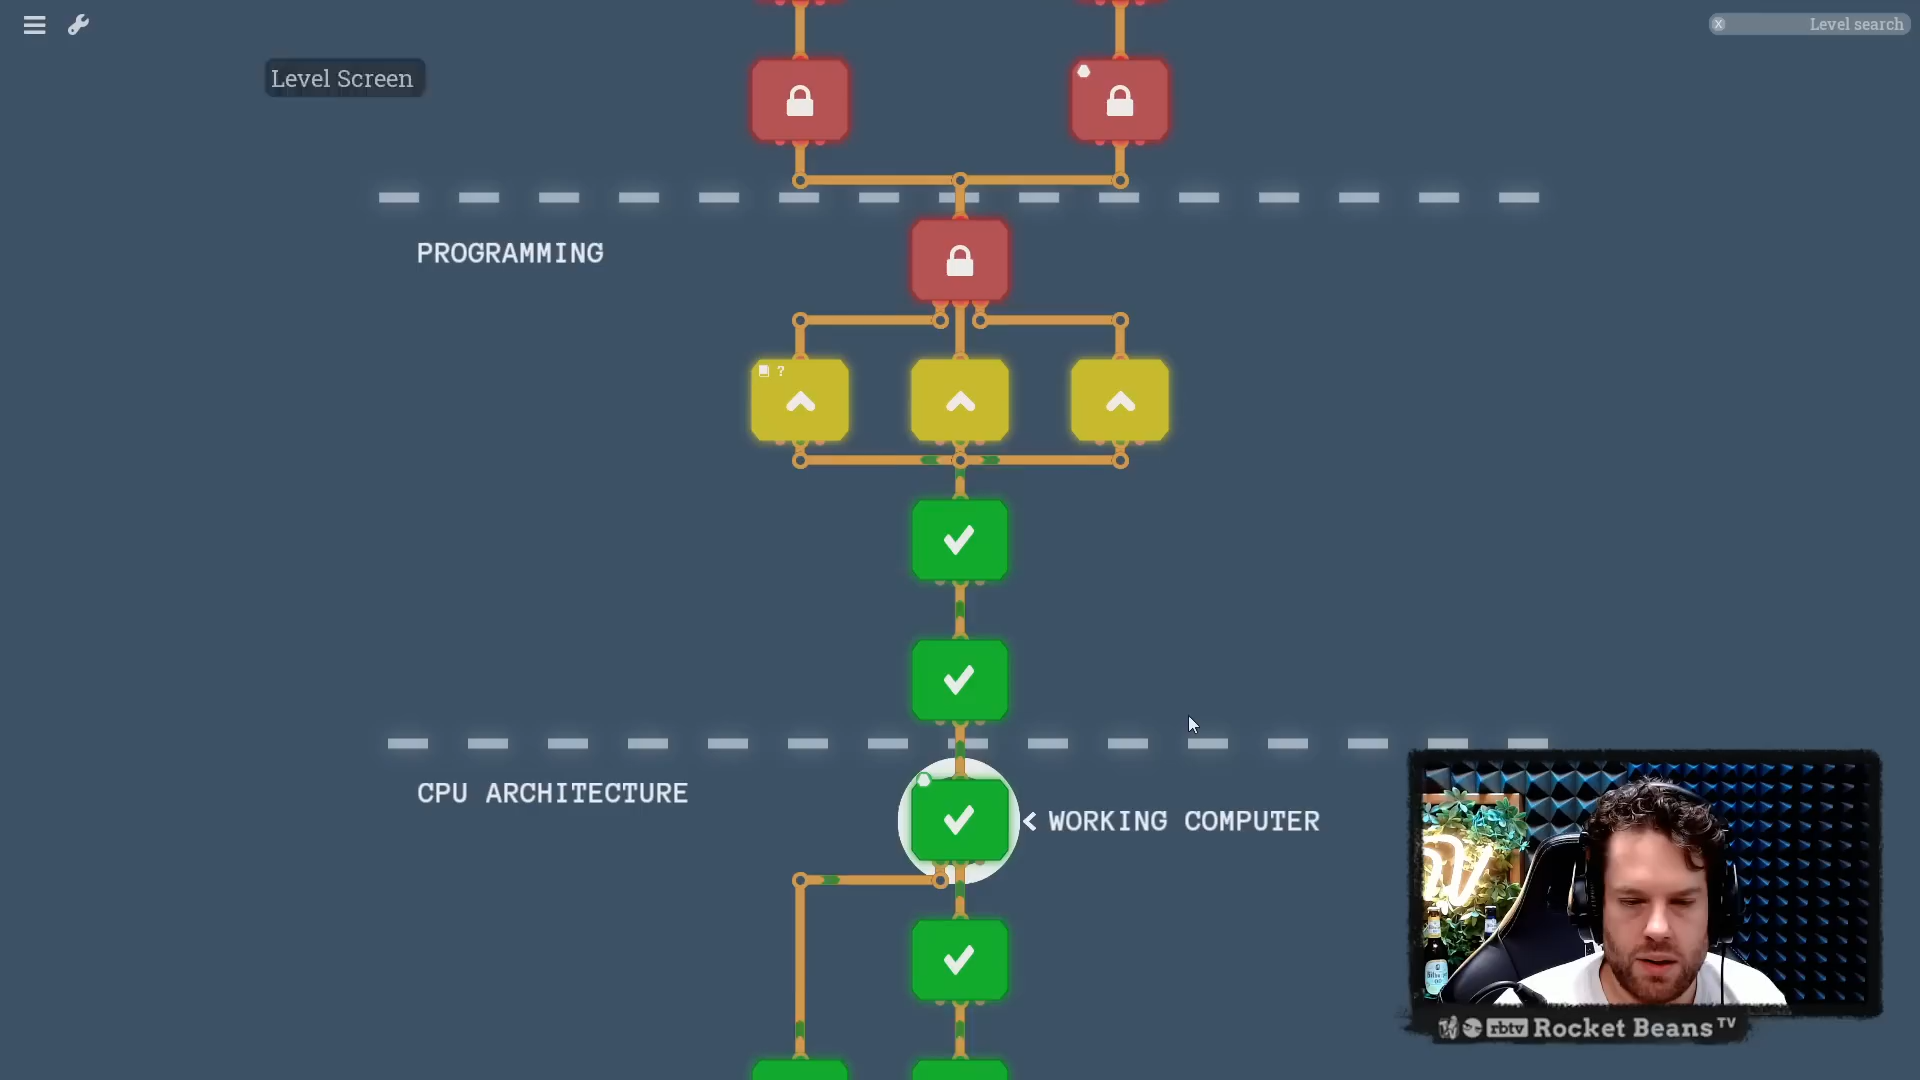 Level search
Level Screen
PROGRAMMING
?
CPU ARCHITECTURE
< WORKING COMPUTER
rbtv Rocket Beans TV